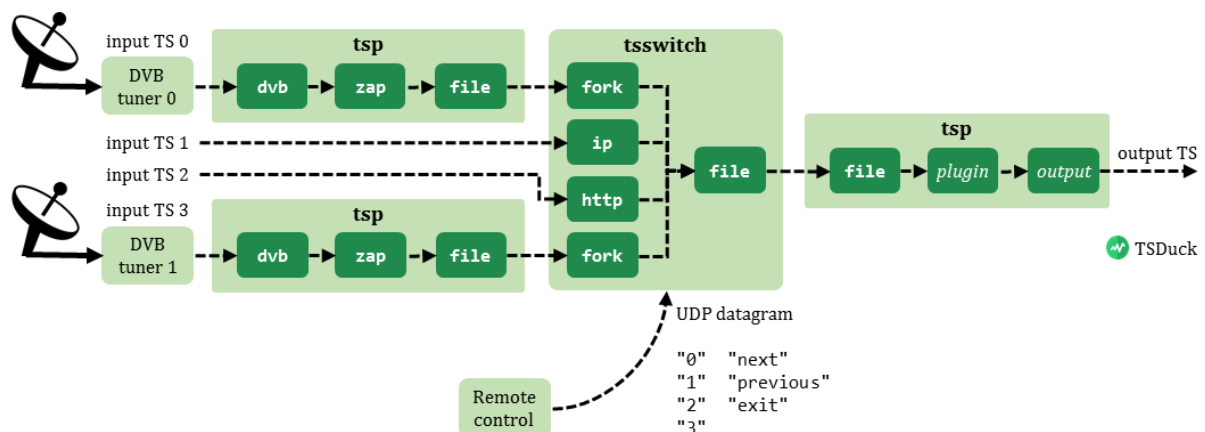 input TS 0
tsp
tsswitch
DVB
tuner 0
dvb
zap
file
fork
input TS 1
ip
tsp
file
file
plugin
output
output TS
input TS 2
http
input TS 3
tsp
DVB
tuner 1
dvb
zap
file
fork
TSDuck
UDP datagram
"0" "next"
"1" "previous"
"2" "exit"
"3"
Remote
control